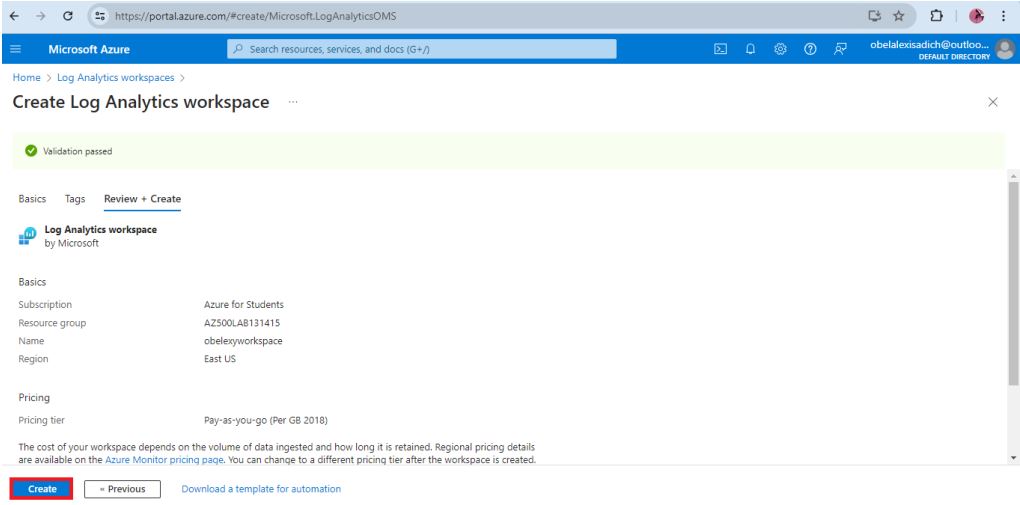 https://portal.azure.com/#create/Microsoft.LogAnalyticsOMS
Microsoft Azure
Search resources, services, and docs (G+/)
obelalexisadich@outloo...
DEFAULT DIRECTORY
Home > Log Analytics workspaces >
Create Log Analytics workspace ...
Validation passed
Basics Tags Review + Create
Log Analytics workspace
by Microsoft
Basics
Subscription Azure for Students
Resource group AZ500LAB131415
Name obelexyworkspace
Region East US
Pricing
Pricing tier Pay-as-you-go (Per GB 2018)
The cost of your workspace depends on the volume of data ingested and how long it is retained. Regional pricing details
are available on the Azure Monitor pricing page. You can change to a different pricing tier after the workspace is created.
Create « Previous Download a template for automation